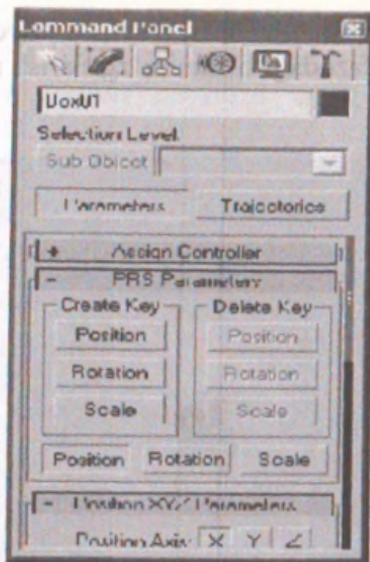 Command Panel
Box01
Selection Level:
Sub Object
Parameters Trajectories
+ Assign Controller
- PRS Parameters
Create Key Delete Key
Position Position
Rotation Rotation
Scale Scale
Position Rotation Scale
- Position XYZ Parameters
Position Axis: X Y Z